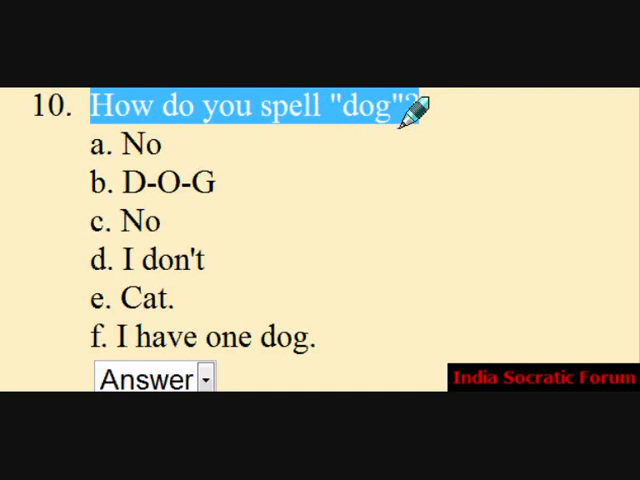 10. How do you spell "dog"?
a. No
b. D-O-G
c. No
d. I don't
e. Cat.
f. I have one dog.
Answer
India Socratic Forum